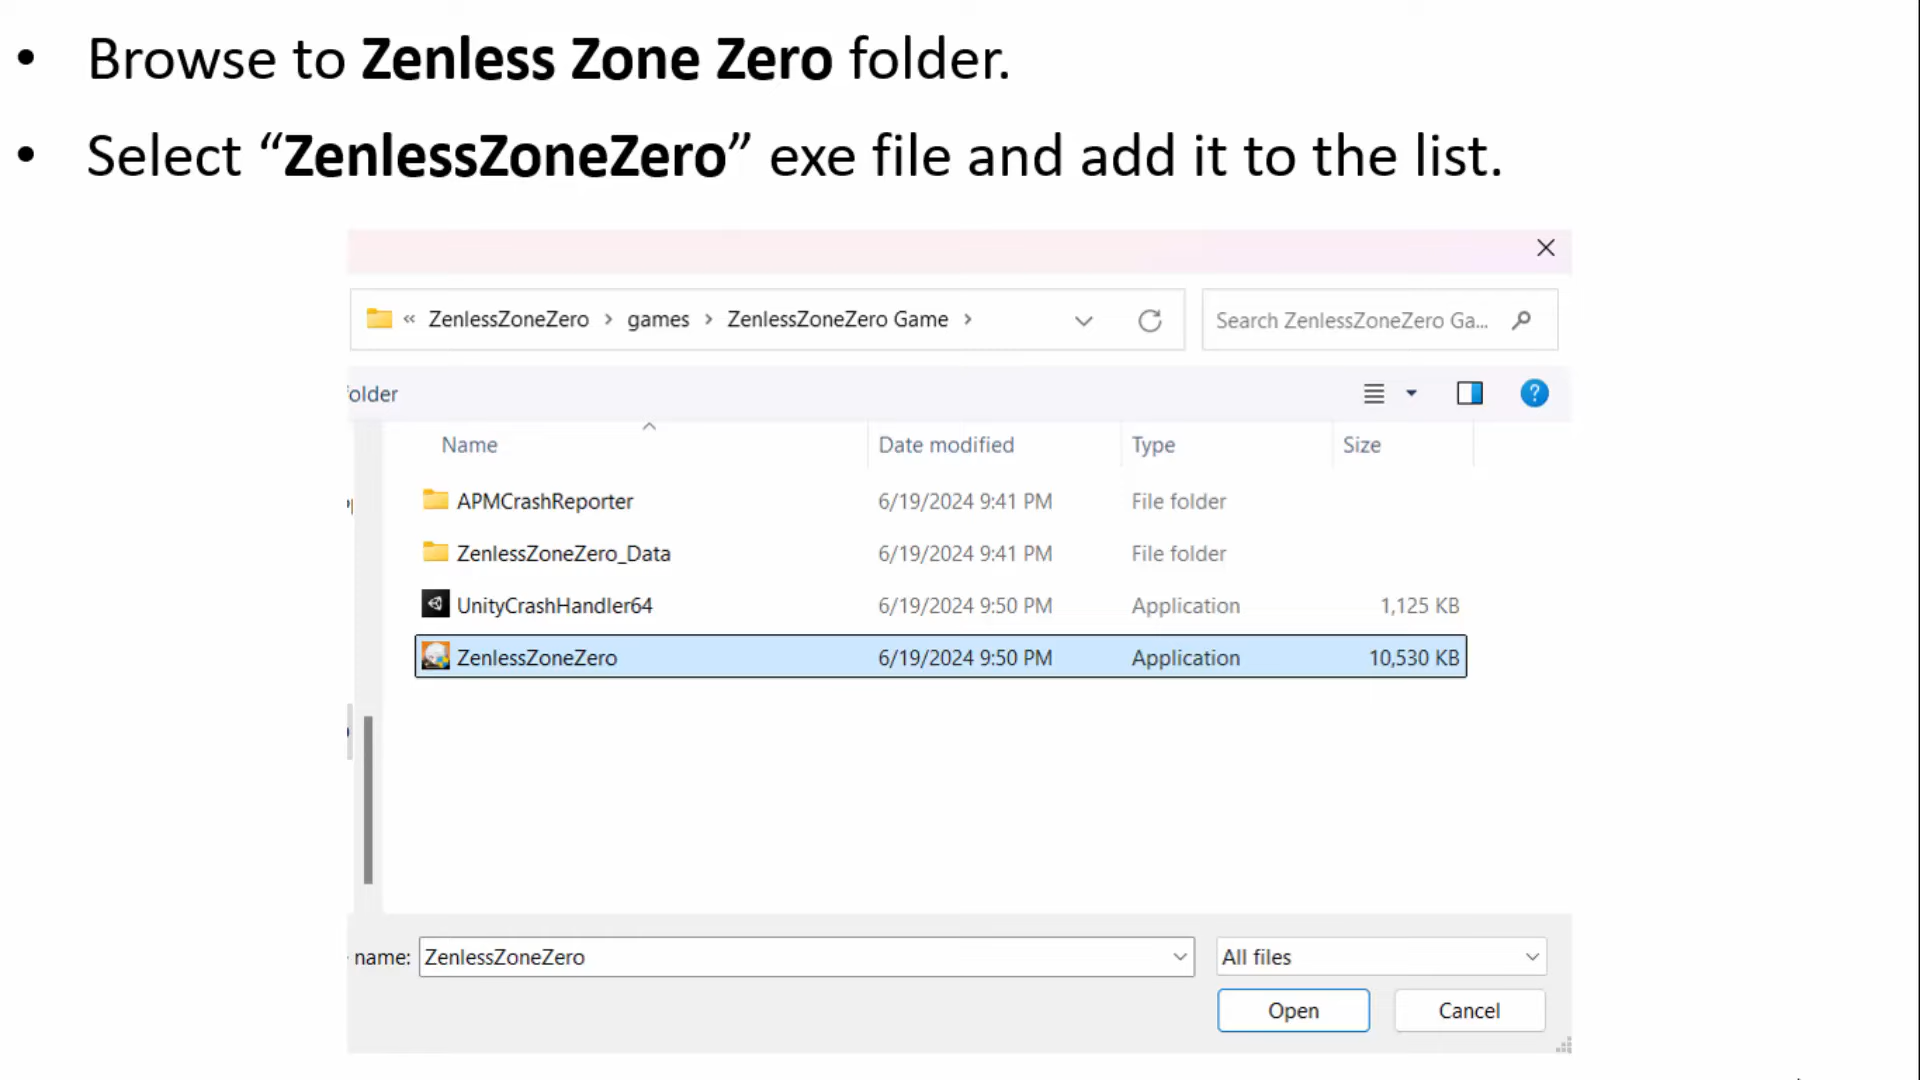 • Browse to Zenless Zone Zero folder.
• Select “ZenlessZoneZero” exe file and add it to the list.
« ZenlessZoneZero > games > ZenlessZoneZero Game >
Search ZenlessZoneZero Ga...
folder
Name Date modified Type Size
APMCrashReporter 6/19/2024 9:41 PM File folder
ZenlessZoneZero_Data 6/19/2024 9:41 PM File folder
UnityCrashHandler64 6/19/2024 9:50 PM Application 1,125 KB
ZenlessZoneZero 6/19/2024 9:50 PM Application 10,530 KB
name: ZenlessZoneZero All files
Open Cancel